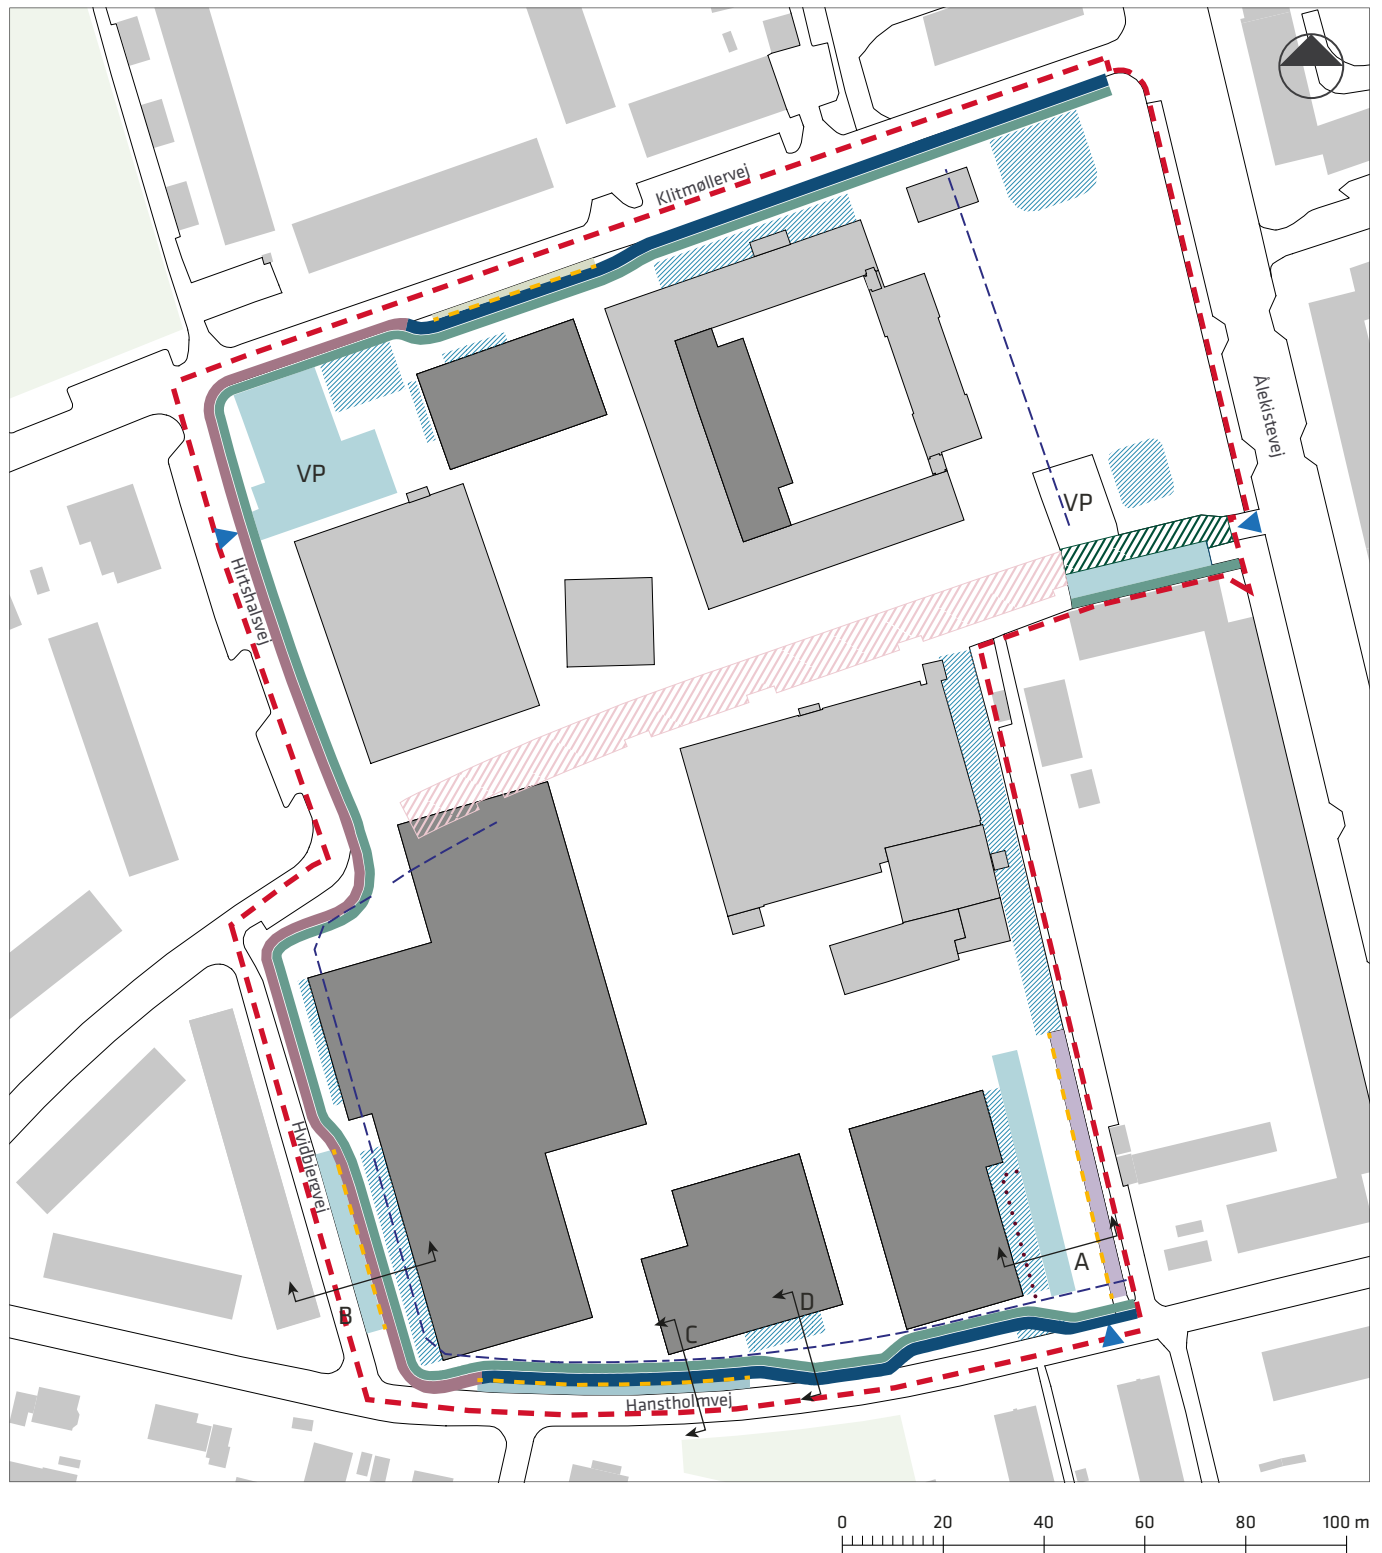 Klitmøllervej
Ålekistevej
VP
VP
Hirtshalsvej
Hvidbjergvej
A
B
D
C
Hanstholmvej
0 20 40 60 80 100 m